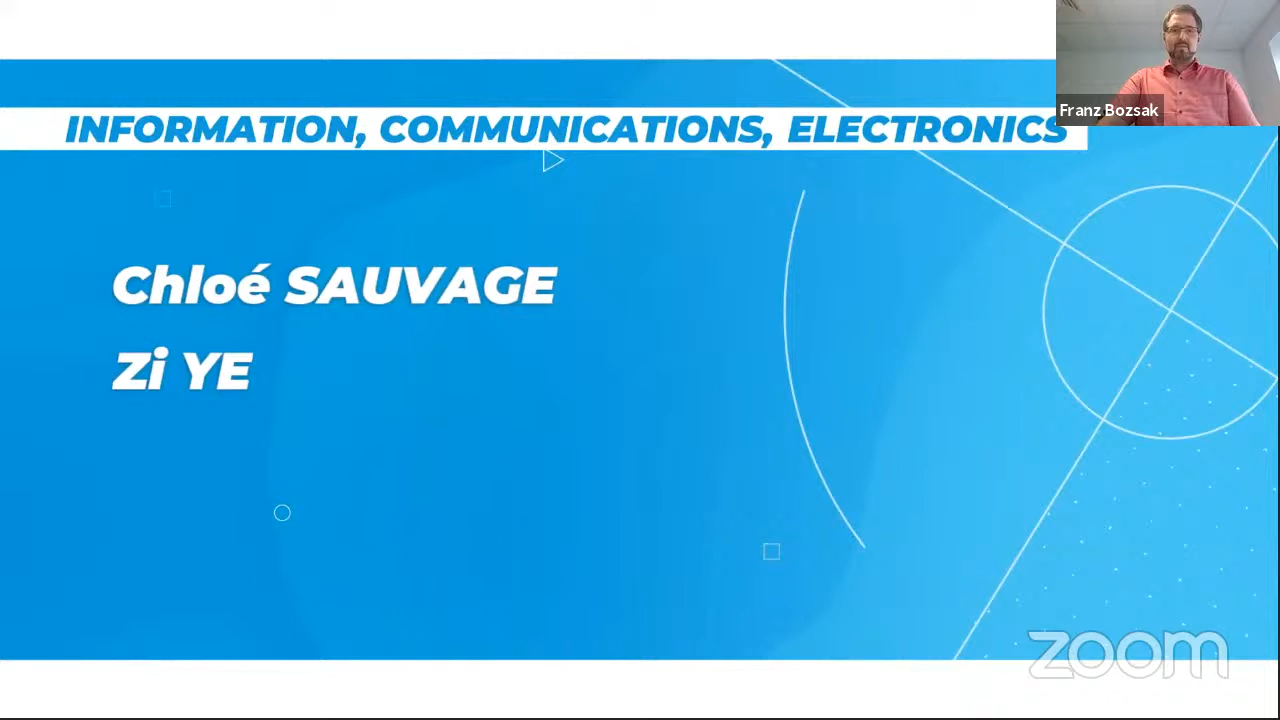 INFORMATION, COMMUNICATIONS, ELECTRONICS
Franz Bozsak
Chloé SAUVAGE
Zi YE
zoom